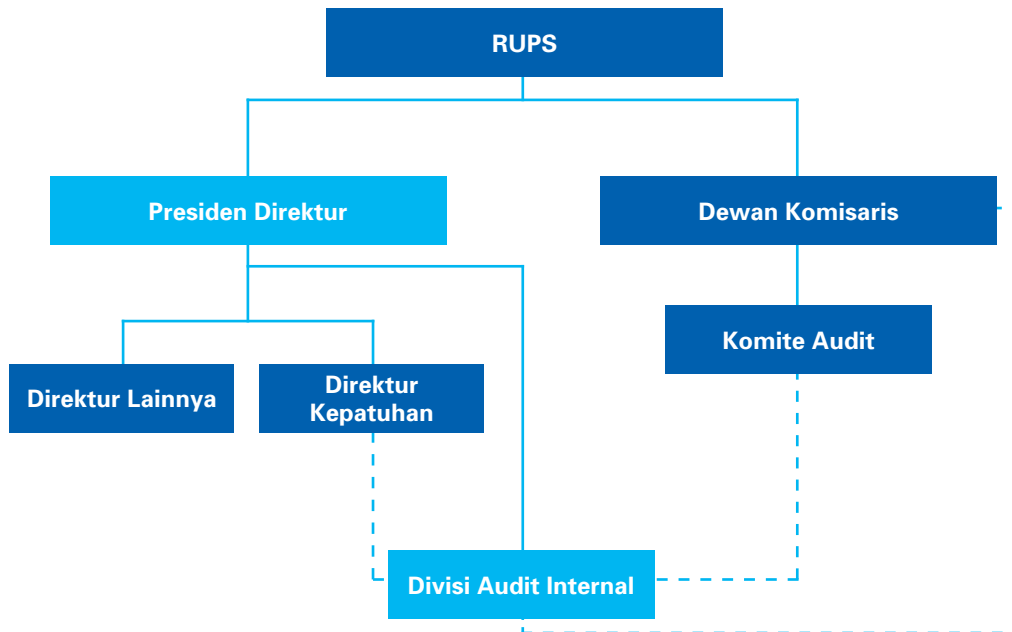 RUPS
Presiden Direktur
Dewan Komisaris
Komite Audit
Direktur Lainnya
Direktur
Kepatuhan
Divisi Audit Internal